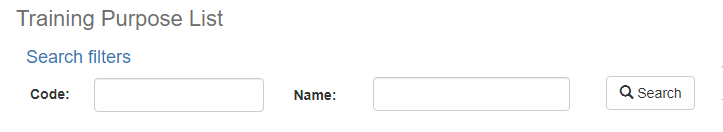 Training Purpose List
Search filters
Code: Name: Search